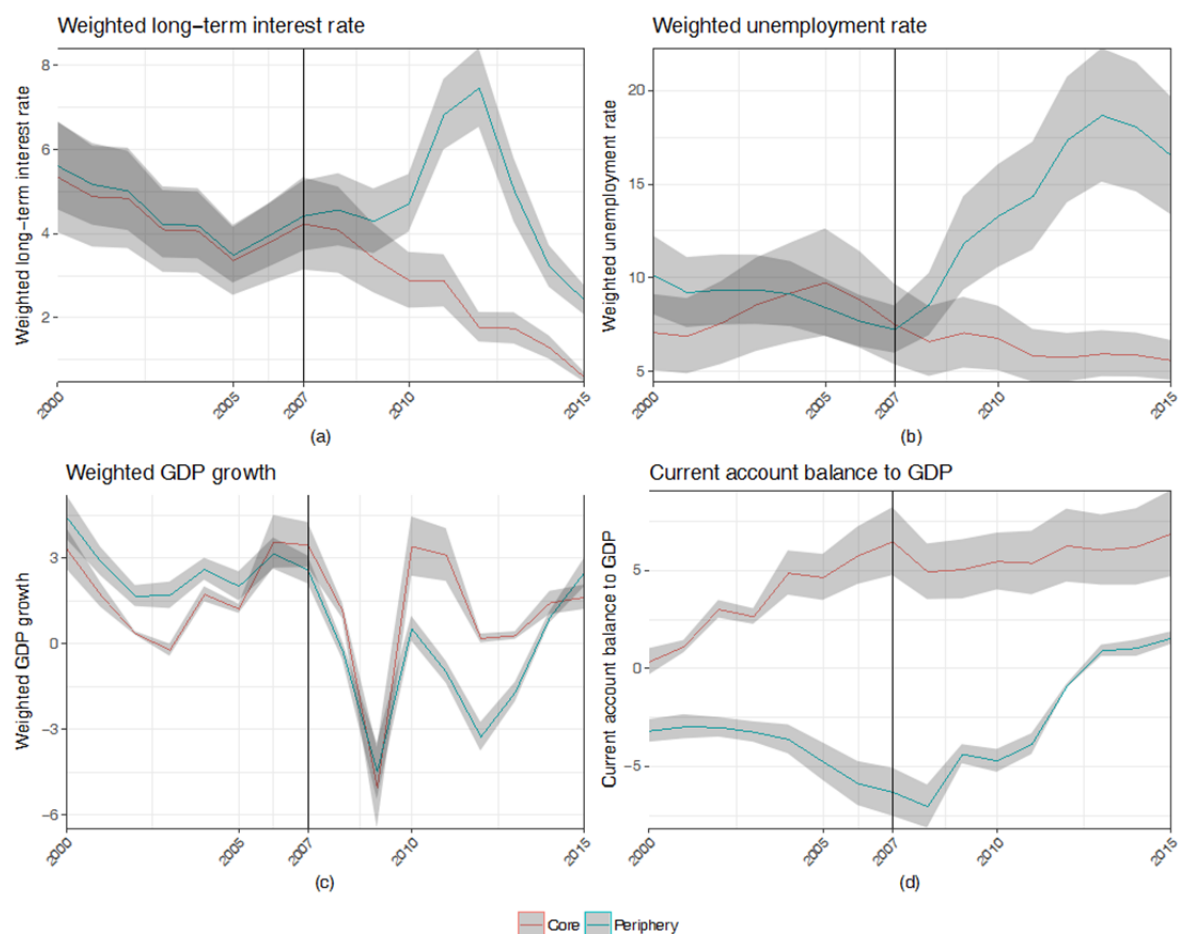 Weighted long−term interest rate
Weighted long−term interest rate
8
6
4
2
2000
2005
2007
2010
2015
(a)
Weighted unemployment rate
Weighted unemployment rate
20
15
10
5
2000
2005
2007
2010
2015
(b)
Weighted GDP growth
Weighted GDP growth
3
0
−3
−6
2000
2005
2007
2010
2015
(c)
Current account balance to GDP
Current account balance to GDP
5
0
−5
2000
2005
2007
2010
2015
(d)
Core Periphery